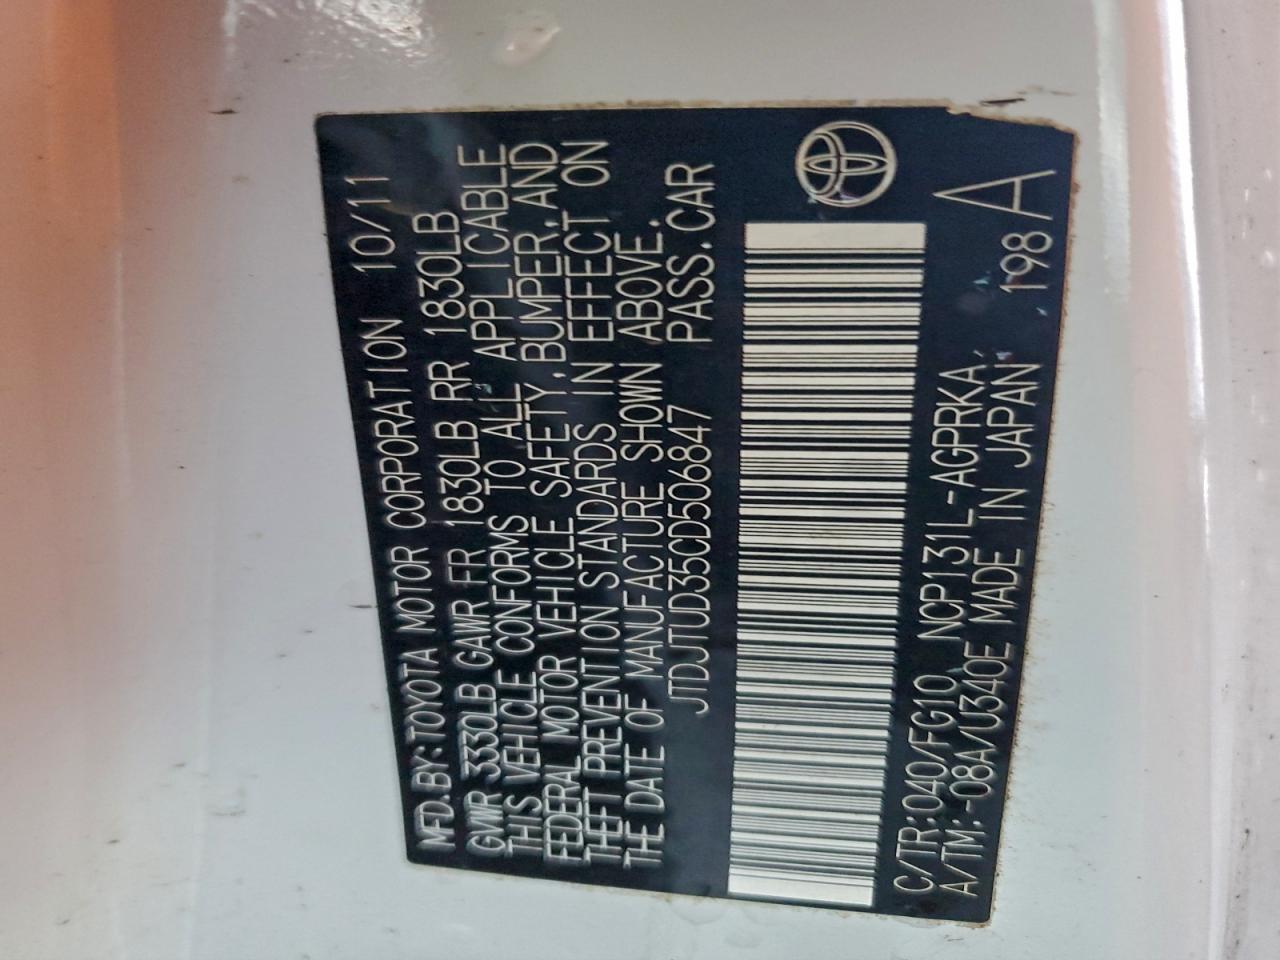 MFD.BY:TOYOTA MOTOR CORPORATION 10/11
GVWR 3330LB GAWR FR 1830LB RR 1830LB
THIS VEHICLE CONFORMS TO ALL APPLICABLE
FEDERAL MOTOR VEHICLE SAFETY,BUMPER,AND
THEFT PREVENTION STANDARDS IN EFFECT ON
THE DATE OF MANUFACTURE SHOWN ABOVE.
JTDJTUD35CD506847 PASS.CAR
C/TR:040/FG10 NCP131L-AGPRKA
A/TM:-08A/U340E MADE IN JAPAN 198 A